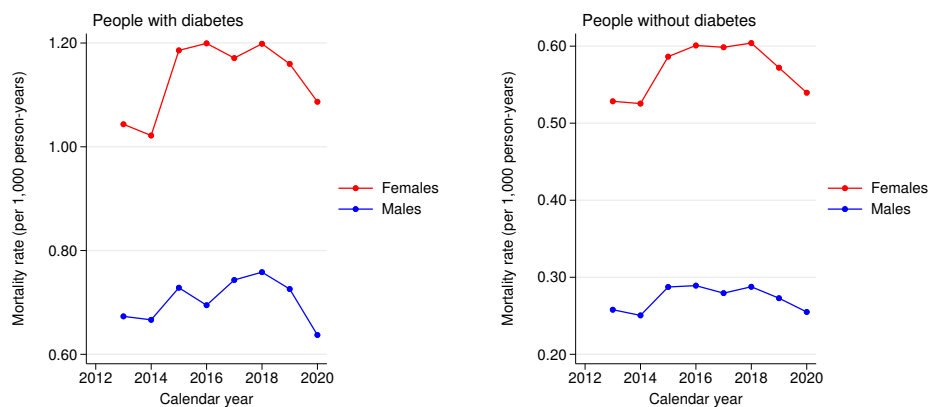 People with diabetes
Mortality rate (per 1,000 person-years)
1.20
1.00
0.80
0.60
2012 2014 2016 2018 2020
Calendar year
Females
Males
People without diabetes
Mortality rate (per 1,000 person-years)
0.60
0.50
0.40
0.30
0.20
2012 2014 2016 2018 2020
Calendar year
Females
Males